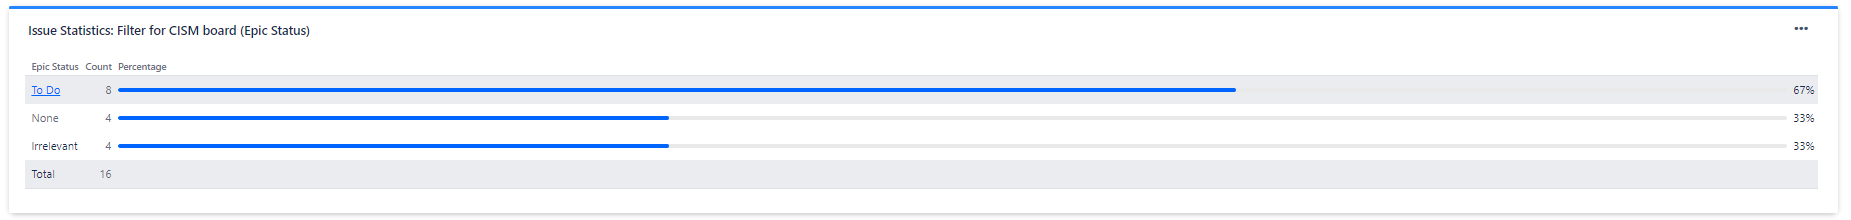 Issue Statistics: Filter for CISM board (Epic Status)
Epic Status Count Percentage
To Do 8 67%
None 4 33%
Irrelevant 4 33%
Total 16